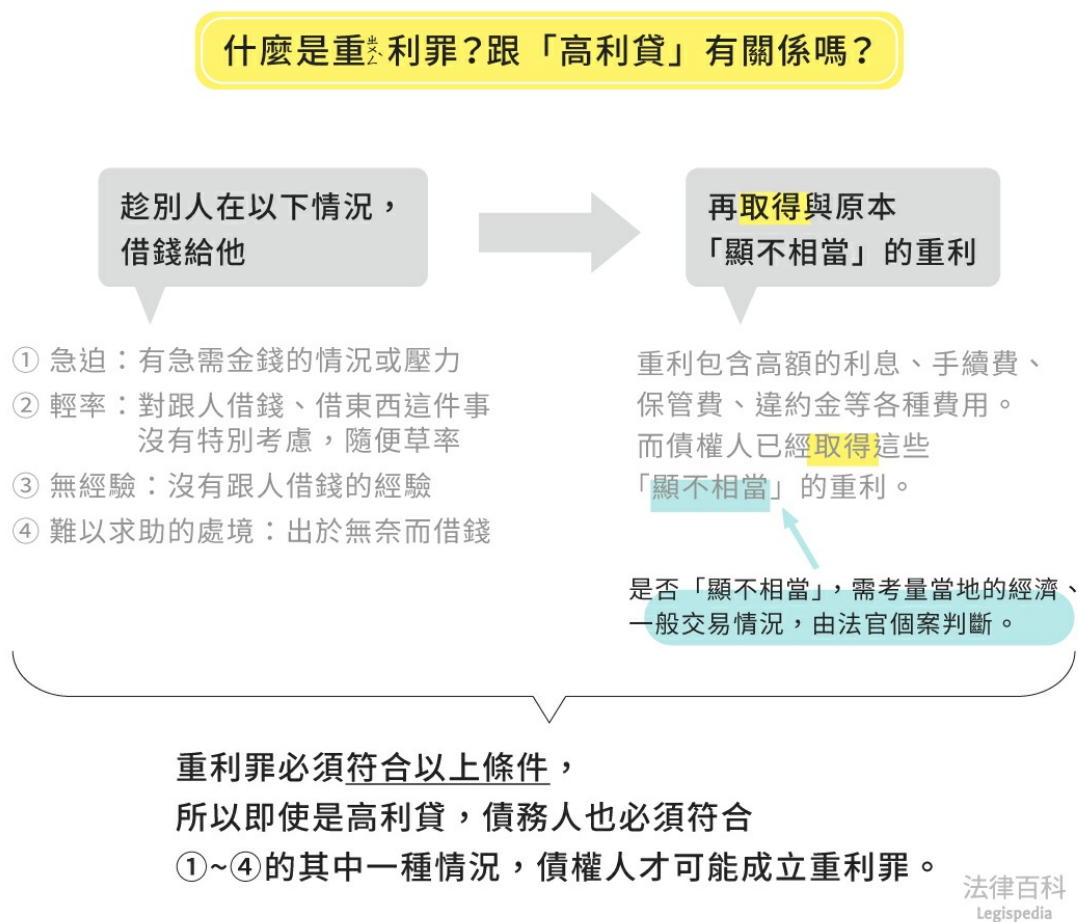 什麼是重ㄓㄨㄥˋ利罪？跟「高利貸」有關係嗎？
趁別人在以下情況，
借錢給他
① 急迫：有急需金錢的情況或壓力
② 輕率：對跟人借錢、借東西這件事
沒有特別考慮，隨便草率
③ 無經驗：沒有跟人借錢的經驗
④ 難以求助的處境：出於無奈而借錢
再取得與原本
「顯不相當」的重利
重利包含高額的利息、手續費、
保管費、違約金等各種費用。
而債權人已經取得這些
「顯不相當」的重利。
是否「顯不相當」，需考量當地的經濟、
一般交易情況，由法官個案判斷。
重利罪必須符合以上條件，
所以即使是高利貸，債務人也必須符合
①~④的其中一種情況，債權人才可能成立重利罪。
法律百科
Legispedia